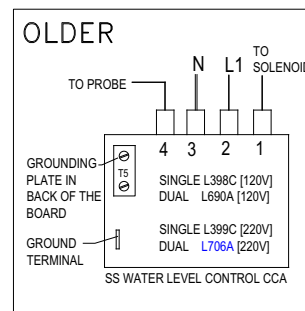 OLDER
TO PROBE
N
L1
TO
SOLENOID
4 3 2 1
GROUNDING
PLATE IN
BACK OF THE
BOARD
T5
SINGLE L398C [120V]
DUAL L690A [120V]
GROUND
TERMINAL
SINGLE L399C [220V]
DUAL L706A [220V]
SS WATER LEVEL CONTROL CCA